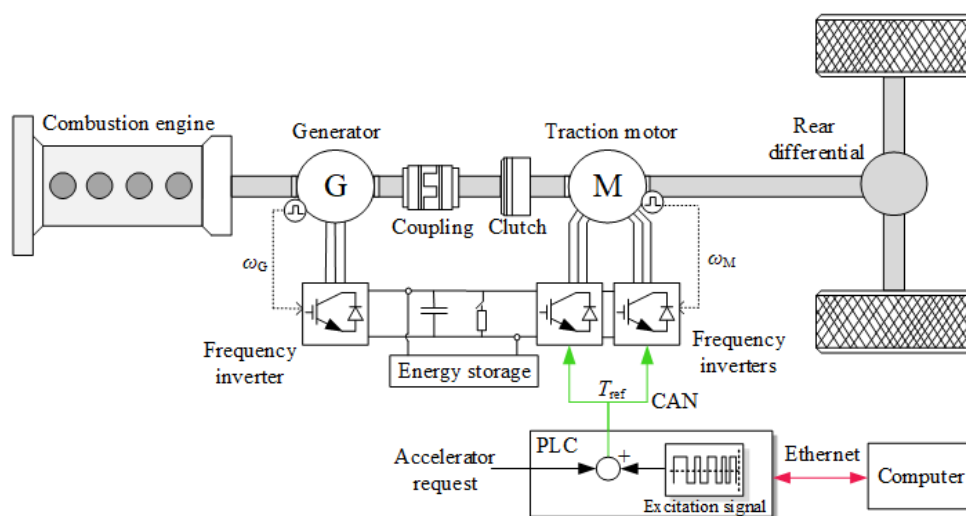 Combustion engine
Generator
Traction motor
Rear
differential
G
M
Coupling
Clutch
ωG
ωM
Frequency
inverter
Energy storage
Frequency
inverters
Tref
CAN
PLC
Accelerator
request
+
Excitation signal
Ethernet
Computer